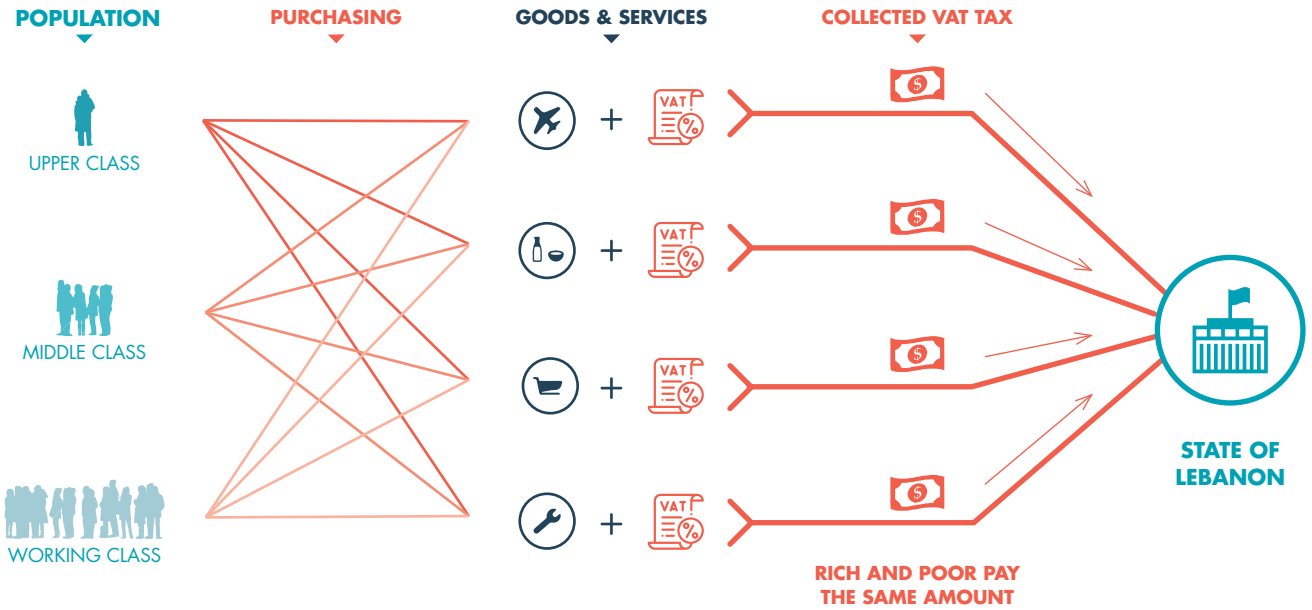 POPULATION
PURCHASING
GOODS & SERVICES
COLLECTED VAT TAX
UPPER CLASS
VAT
%
$
MIDDLE CLASS
VAT
%
$
VAT
%
$
WORKING CLASS
VAT
%
$
STATE OF
LEBANON
RICH AND POOR PAY
THE SAME AMOUNT